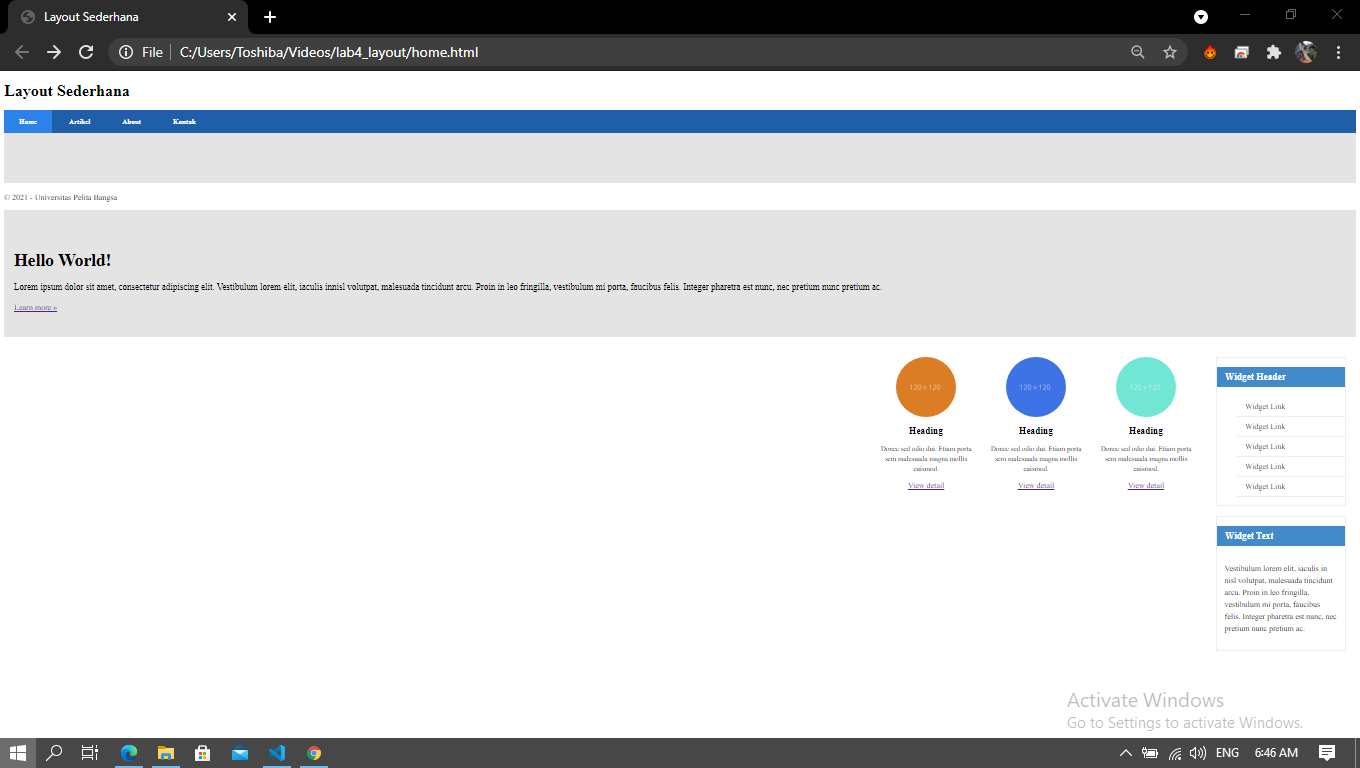 Layout Sederhana
File
C:/Users/Toshiba/Videos/lab4_layout/home.html
Layout Sederhana
Home
Artikel
About
Kontak
© 2021 - Universitas Pelita Bangsa
Hello World!
Lorem ipsum dolor sit amet, consectetur adipiscing elit. Vestibulum lorem elit, iaculis innisl volutpat, malesuada tincidunt arcu. Proin in leo fringilla, vestibulum mi porta, faucibus felis. Integer pharetra est nunc, nec pretium nunc pretium ac.
Learn more »
120 × 120
Heading
Donec sed odio dui. Etiam porta
sem malesuada magna mollis
euismod.
View detail
120 × 120
Heading
Donec sed odio dui. Etiam porta
sem malesuada magna mollis
euismod.
View detail
120 × 120
Heading
Donec sed odio dui. Etiam porta
sem malesuada magna mollis
euismod.
View detail
Widget Header
Widget Link
Widget Link
Widget Link
Widget Link
Widget Link
Widget Text
Vestibulum lorem elit, iaculis in
nisl volutpat, malesuada tincidunt
arcu. Proin in leo fringilla,
vestibulum mi porta, faucibus
felis. Integer pharetra est nunc, nec
pretium nunc pretium ac.
Activate Windows
Go to Settings to activate Windows.
ENG
6:46 AM